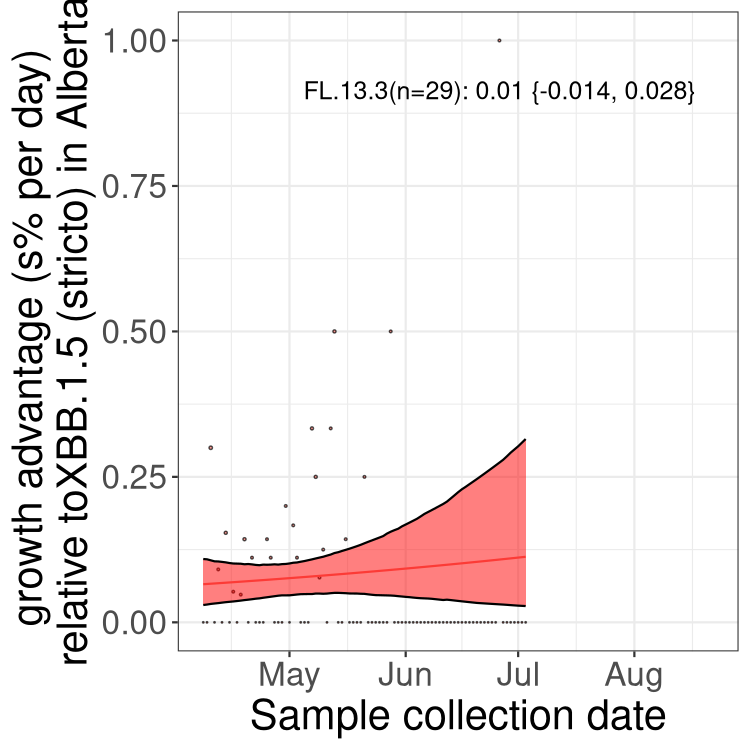 growth advantage (s% per day)
relative toXBB.1.5 (stricto) in Alberta
1.00
0.75
0.50
0.25
0.00
FL.13.3(n=29): 0.01 {-0.014, 0.028}
May Jun Jul Aug
Sample collection date